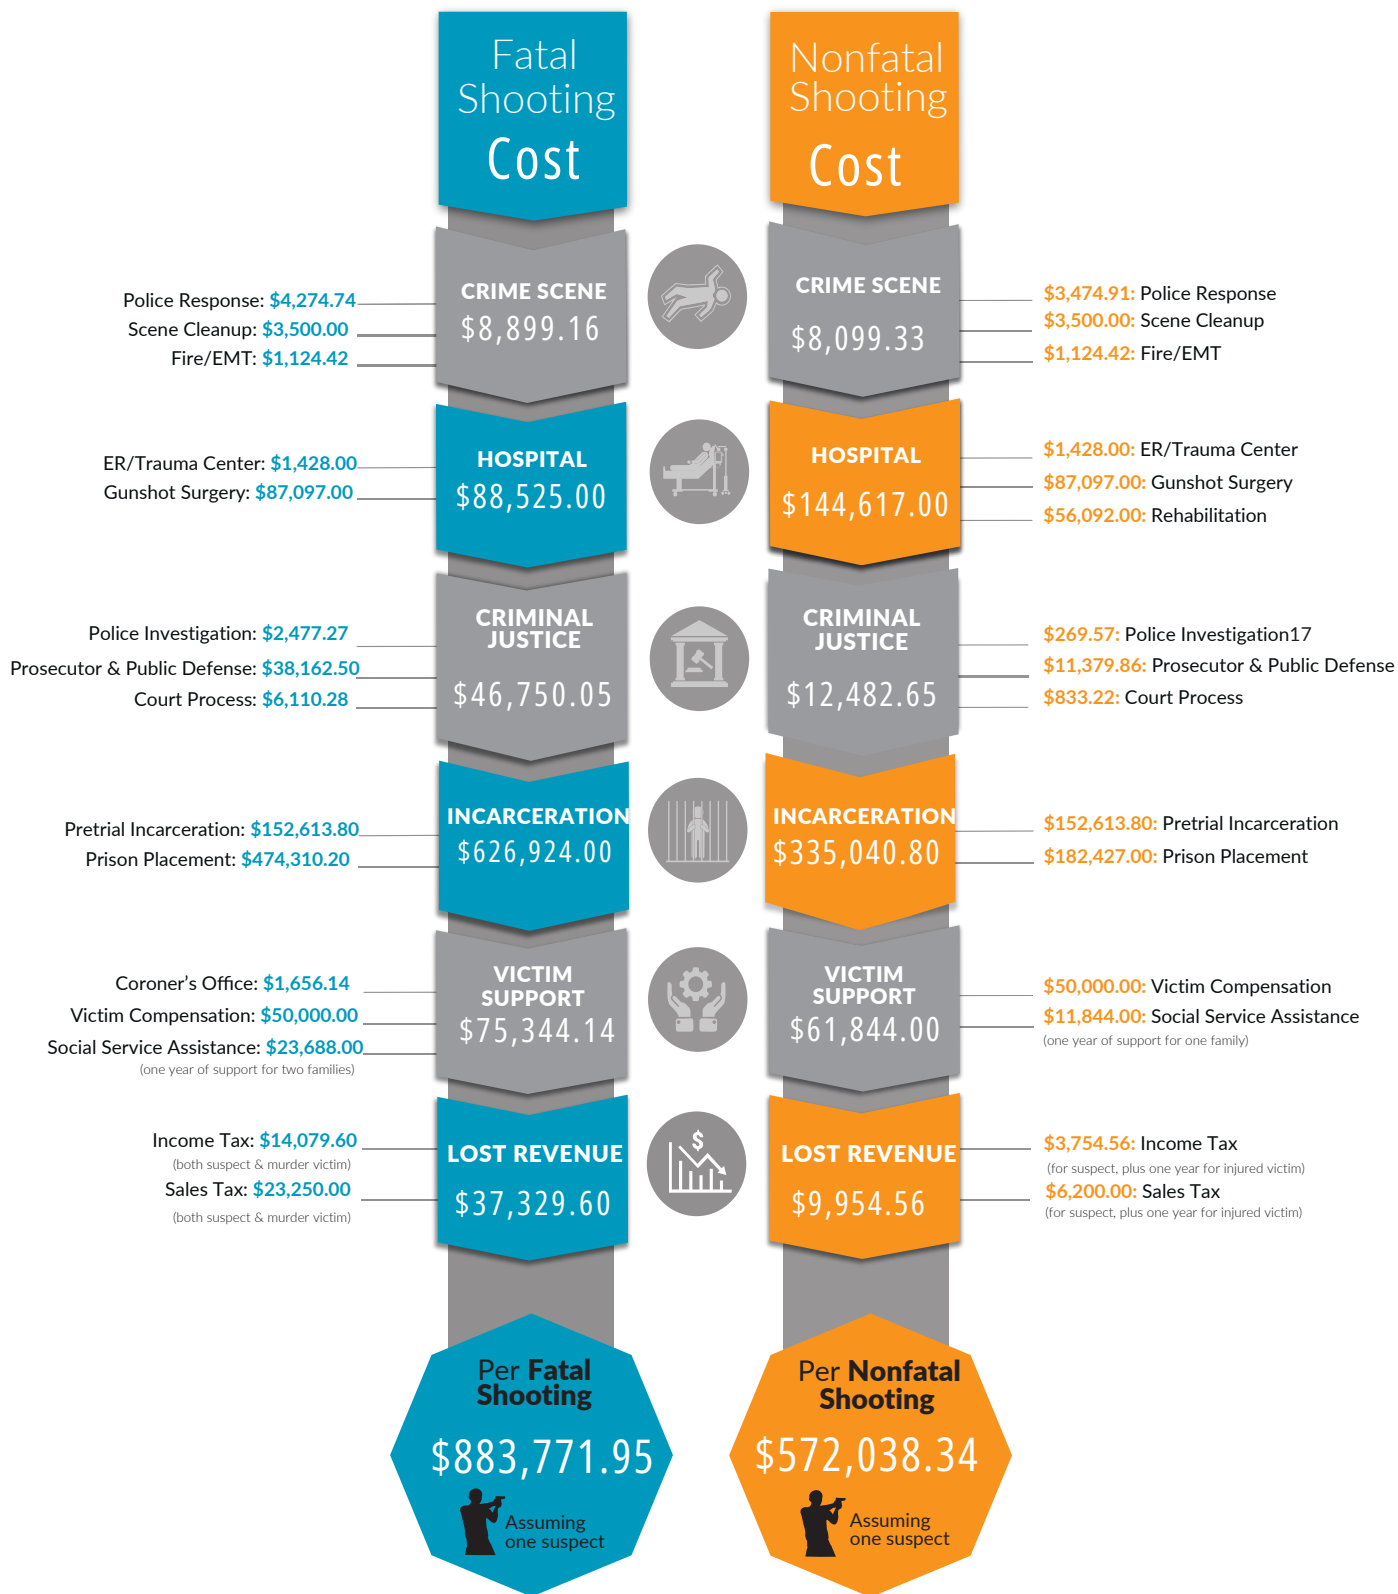 Fatal
Shooting
Cost
Nonfatal
Shooting
Cost
Police Response: $4,274.74
Scene Cleanup: $3,500.00
Fire/EMT: $1,124.42
CRIME SCENE
$8,899.16
CRIME SCENE
$8,099.33
$3,474.91: Police Response
$3,500.00: Scene Cleanup
$1,124.42: Fire/EMT
ER/Trauma Center: $1,428.00
Gunshot Surgery: $87,097.00
HOSPITAL
$88,525.00
HOSPITAL
$144,617.00
$1,428.00: ER/Trauma Center
$87,097.00: Gunshot Surgery
$56,092.00: Rehabilitation
Police Investigation: $2,477.27
Prosecutor & Public Defense: $38,162.50
Court Process: $6,110.28
CRIMINAL
JUSTICE
$46,750.05
CRIMINAL
JUSTICE
$12,482.65
$269.57: Police Investigation17
$11,379.86: Prosecutor & Public Defense
$833.22: Court Process
Pretrial Incarceration: $152,613.80
Prison Placement: $474,310.20
INCARCERATION
$626,924.00
INCARCERATION
$335,040.80
$152,613.80: Pretrial Incarceration
$182,427.00: Prison Placement
Coroner's Office: $1,656.14
Victim Compensation: $50,000.00
Social Service Assistance: $23,688.00
(one year of support for two families)
VICTIM
SUPPORT
$75,344.14
VICTIM
SUPPORT
$61,844.00
$50,000.00: Victim Compensation
$11,844.00: Social Service Assistance
(one year of support for one family)
Income Tax: $14,079.60
(both suspect & murder victim)
Sales Tax: $23,250.00
(both suspect & murder victim)
LOST REVENUE
$37,329.60
$
LOST REVENUE
$9,954.56
$3,754.56: Income Tax
(for suspect, plus one year for injured victim)
$6,200.00: Sales Tax
(for suspect, plus one year for injured victim)
Per Fatal
Shooting
$883,771.95
Assuming
one suspect
Per Nonfatal
Shooting
$572,038.34
Assuming
one suspect